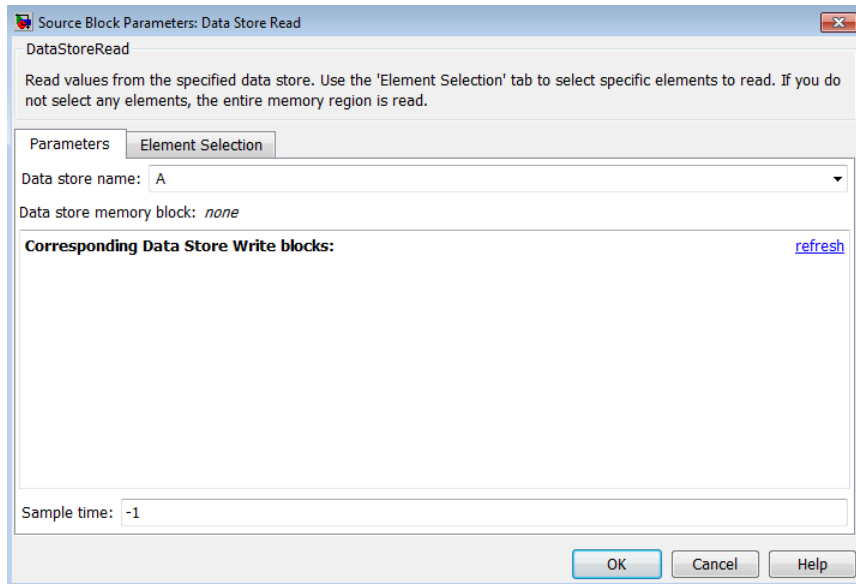 Source Block Parameters: Data Store Read
DataStoreRead
Read values from the specified data store. Use the 'Element Selection' tab to select specific elements to read. If you do
not select any elements, the entire memory region is read.
Parameters
Element Selection
Data store name: A
Data store memory block: none
Corresponding Data Store Write blocks:
refresh
Sample time: -1
OK
Cancel
Help